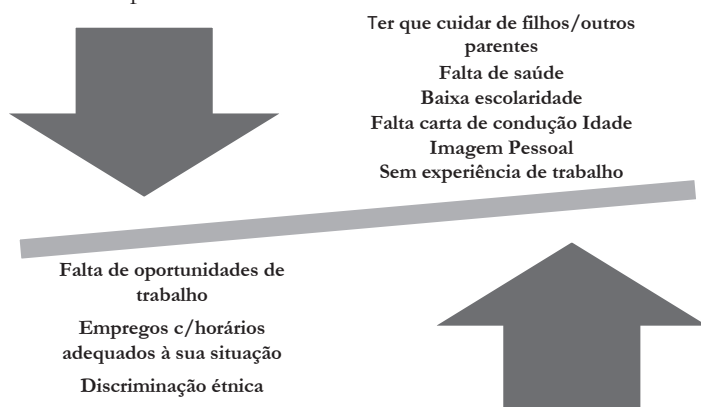 Ter que cuidar de filhos/outros
parentes
Falta de saúde
Baixa escolaridade
Falta carta de condução Idade
Imagem Pessoal
Sem experiência de trabalho
Falta de oportunidades de
trabalho
Empregos c/horários
adequados à sua situação
Discriminação étnica